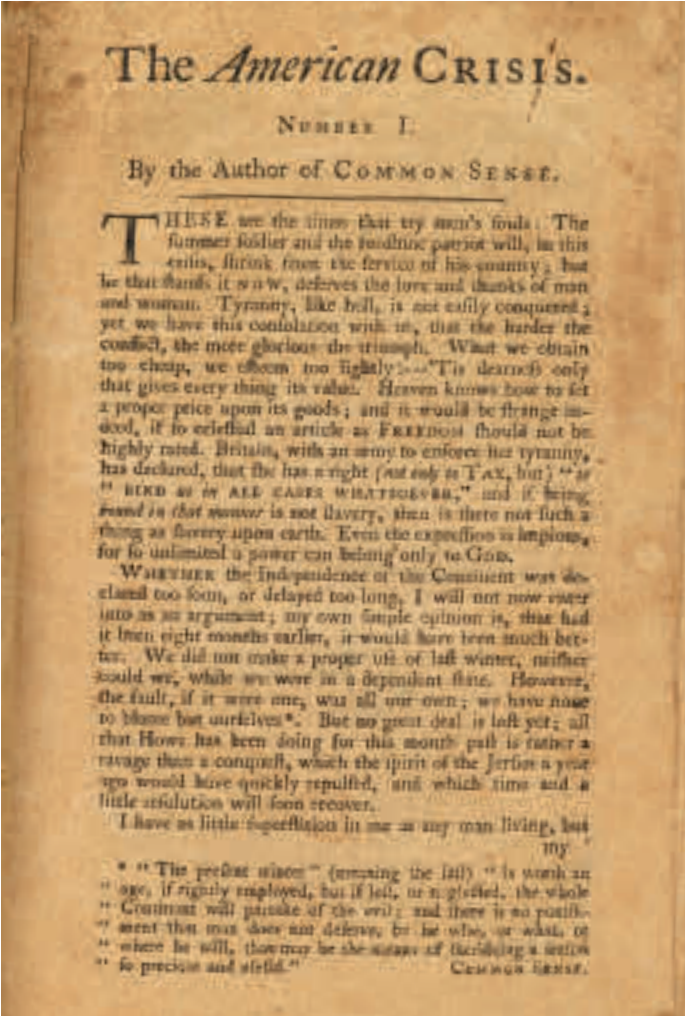 The American CRISIS.
NUMBER I.
By the Author of COMMON SENSE.
THESE are the times that try men's ſouls: The
ſummer ſoldier and the ſunſhine patriot will, in this
criſis, ſhrink from the ſervice of his country; but
he that ſtands it NOW, deſerves the love and thanks of man
and woman. Tyranny, like hell, is not eaſily conquered;
yet we have this conſolation with us, that the harder the
conflict, the more glorious the triumph. What we obtain
too cheap, we eſteem too lightly:--'Tis dearneſs only
that gives every thing its value. Heaven knows how to ſet
a proper price upon its goods; and it would be ſtrange in-
deed, if ſo celeſtial an article as FREEDOM ſhould not be
highly rated. Britain, with an army to enforce her tyranny,
has declared, that ſhe has a right (not only to TAX, but) "to
" BIND us in ALL CASES WHATSOEVER," and if being
bound in that manner is not ſlavery, then is there not ſuch a
thing as ſlavery upon earth. Even the expreſſion is impious,
for ſo unlimited a power can belong only to GOD.
WHETHER the Independence of the Continent was de-
clared too ſoon, or delayed too long, I will not now enter
into as an argument; my own ſimple opinion is, that had
it been eight months earlier, it would have been much bet-
ter. We did not make a proper uſe of laſt winter, neither
could we, while we were in a dependent ſtate. However,
the fault, if it were one, was all our own; we have none
to blame but ourſelves*. But no great deal is loſt yet; all
that Howe has been doing for this month paſt is rather a
ravage than a conqueſt, which the ſpirit of the Jerſies a year
ago would have quickly repulſed, and which time and a
little reſolution will ſoon recover.
I have as little ſuperſtition in me as any man living, but
my
* " The preſent winter" (meaning the laſt) " is worth an
" age, if rightly employed, but if loſt, or neglected, the whole
" Continent will partake of the evil; and there is no puniſh-
" ment that man does not deſerve, be he who, or what, or
" where he will, that may be the means of ſacrificing a ſeaſon
" ſo precious and uſeful." COMMON SENSE.